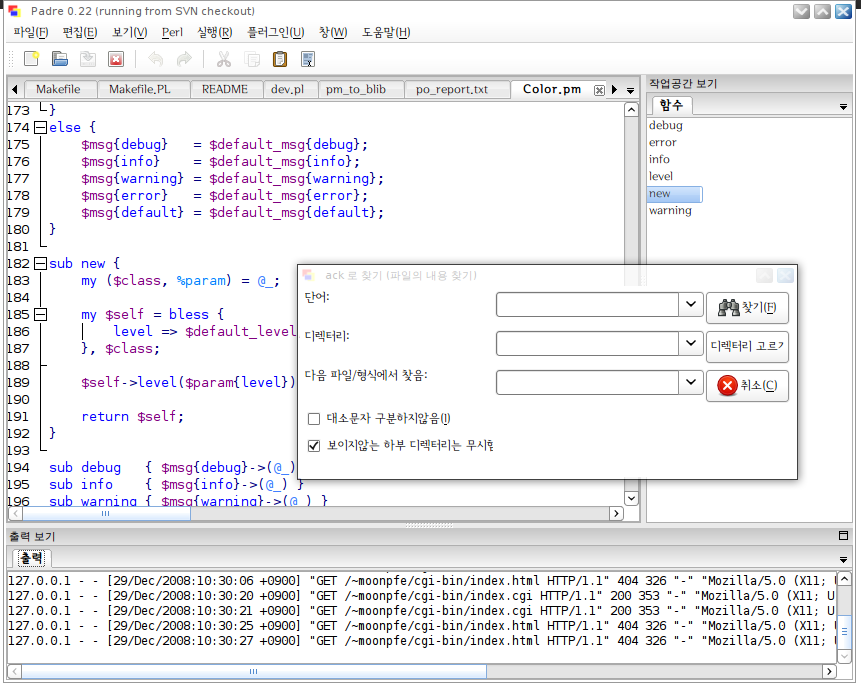 Padre 0.22 (running from SVN checkout)
파일(F) 편집(E) 보기(V) Perl 실행(R) 플러그인(U) 창(W) 도움말(H)
Makefile Makefile.PL README dev.pl pm_to_blib po_report.txt Color.pm
173 }
174 else {
175 $msg{debug} = $default_msg{debug};
176 $msg{info} = $default_msg{info};
177 $msg{warning} = $default_msg{warning};
178 $msg{error} = $default_msg{error};
179 $msg{default} = $default_msg{default};
180 }
181
182 sub new {
183 my ($class, %param) = @_;
184
185 my $self = bless {
186 level => $default_level
187 }, $class;
188
189 $self->level($param{level})
190
191 return $self;
192 }
193
194 sub debug { $msg{debug}->(@_)
195 sub info { $msg{info}->(@_) }
196 sub warning { $msg{warning}->(@_) }
작업공간 보기
함수
debug
error
info
level
new
warning
ack 로 찾기 (파일의 내용 찾기)
단어:
찾기(F)
디렉터리:
디렉터리 고르기
다음 파일/형식에서 찾음:
취소(C)
대소문자 구분하지않음(I)
보이지않는 하부 디렉터리는 무시함
출력 보기
출력
127.0.0.1 - - [29/Dec/2008:10:30:06 +0900] "GET /~moonpfe/cgi-bin/index.html HTTP/1.1" 404 326 "-" "Mozilla/5.0 (X11; U
127.0.0.1 - - [29/Dec/2008:10:30:20 +0900] "GET /~moonpfe/cgi-bin/index.cgi HTTP/1.1" 200 353 "-" "Mozilla/5.0 (X11; U
127.0.0.1 - - [29/Dec/2008:10:30:21 +0900] "GET /~moonpfe/cgi-bin/index.cgi HTTP/1.1" 200 353 "-" "Mozilla/5.0 (X11; U
127.0.0.1 - - [29/Dec/2008:10:30:25 +0900] "GET /~moonpfe/cgi-bin/index.html HTTP/1.1" 404 326 "-" "Mozilla/5.0 (X11; U
127.0.0.1 - - [29/Dec/2008:10:30:27 +0900] "GET /~moonpfe/cgi-bin/index.html HTTP/1.1" 404 326 "-" "Mozilla/5.0 (X11; U